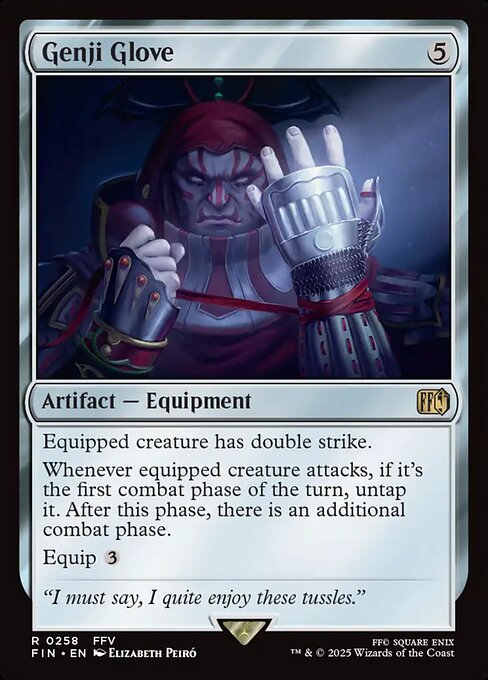 Genji Glove 5
Artifact — Equipment
Equipped creature has double strike.
Whenever equipped creature attacks, if it's
the first combat phase of the turn, untap
it. After this phase, there is an additional
combat phase.
Equip 3
“I must say, I quite enjoy these tussles.”
R 0258 FFV
FIN • EN Elizabeth Peiró
FF© SQUARE ENIX
™ & © 2025 Wizards of the Coast